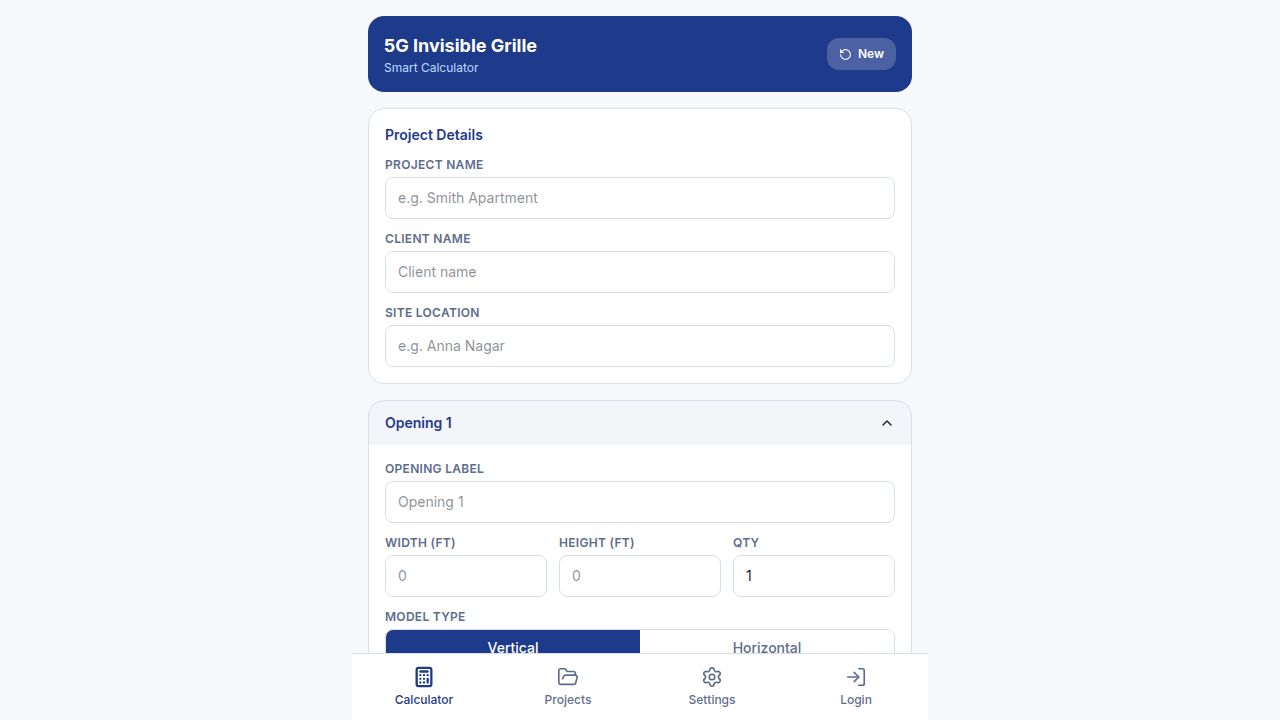 5G Invisible Grille
Smart Calculator
New
Project Details
PROJECT NAME
e.g. Smith Apartment
CLIENT NAME
Client name
SITE LOCATION
e.g. Anna Nagar
Opening 1
OPENING LABEL
Opening 1
WIDTH (FT) HEIGHT (FT) QTY
0 0 1
MODEL TYPE
Vertical Horizontal
Calculator Projects Settings Login